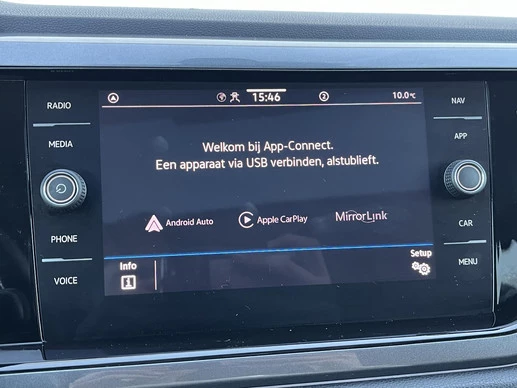 RADIO
MEDIA
PHONE
VOICE
15:46
2
10.0°C
Welkom bij App-Connect.
Een apparaat via USB verbinden, alstublieft.
Android Auto
Apple CarPlay
MirrorLink
Info
Setup
NAV
APP
CAR
MENU